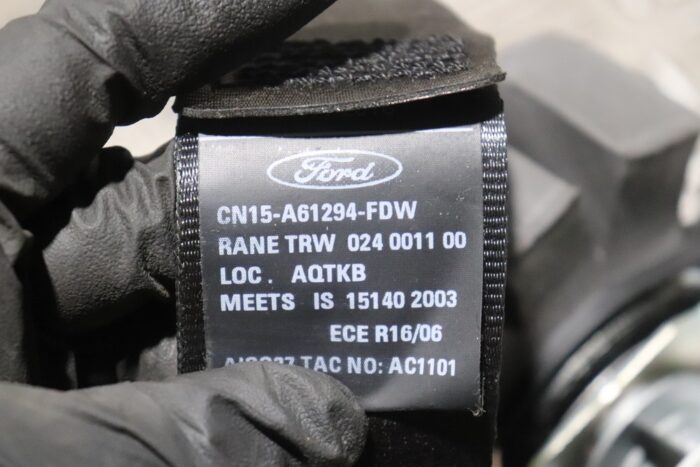 Ford
CN15-A61294-FDW
RANE TRW 024 0011 00
LOC. AQTKB
MEETS IS 15140 2003
ECE R16/06
TAC NO: AC1101